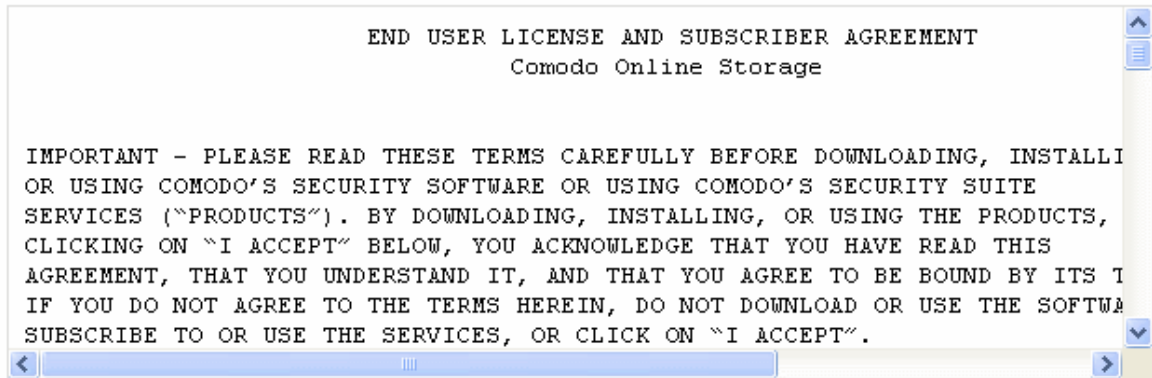 END USER LICENSE AND SUBSCRIBER AGREEMENT
Comodo Online Storage
IMPORTANT - PLEASE READ THESE TERMS CAREFULLY BEFORE DOWNLOADING, INSTALLI
OR USING COMODO'S SECURITY SOFTWARE OR USING COMODO'S SECURITY SUITE
SERVICES ("PRODUCTS"). BY DOWNLOADING, INSTALLING, OR USING THE PRODUCTS,
CLICKING ON "I ACCEPT" BELOW, YOU ACKNOWLEDGE THAT YOU HAVE READ THIS
AGREEMENT, THAT YOU UNDERSTAND IT, AND THAT YOU AGREE TO BE BOUND BY ITS T
IF YOU DO NOT AGREE TO THE TERMS HEREIN, DO NOT DOWNLOAD OR USE THE SOFTWA
SUBSCRIBE TO OR USE THE SERVICES, OR CLICK ON "I ACCEPT".